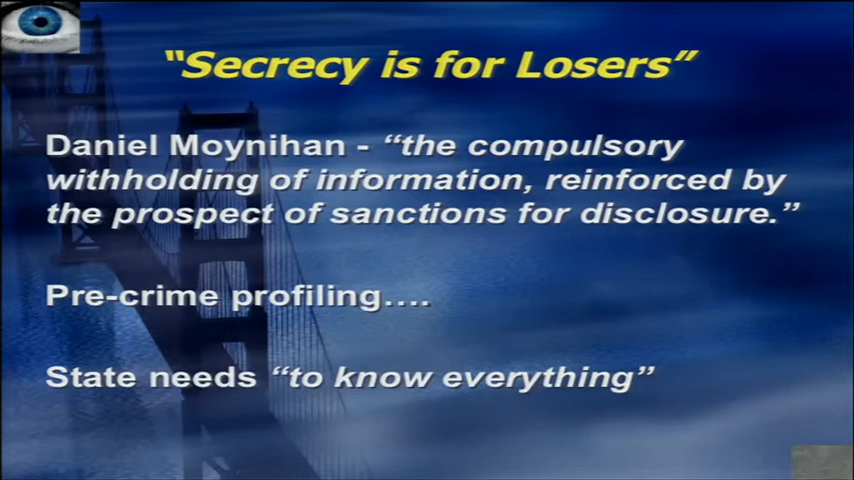 “Secrecy is for Losers”
Daniel Moynihan - “the compulsory
withholding of information, reinforced by
the prospect of sanctions for disclosure.”
Pre-crime profiling….
State needs “to know everything”